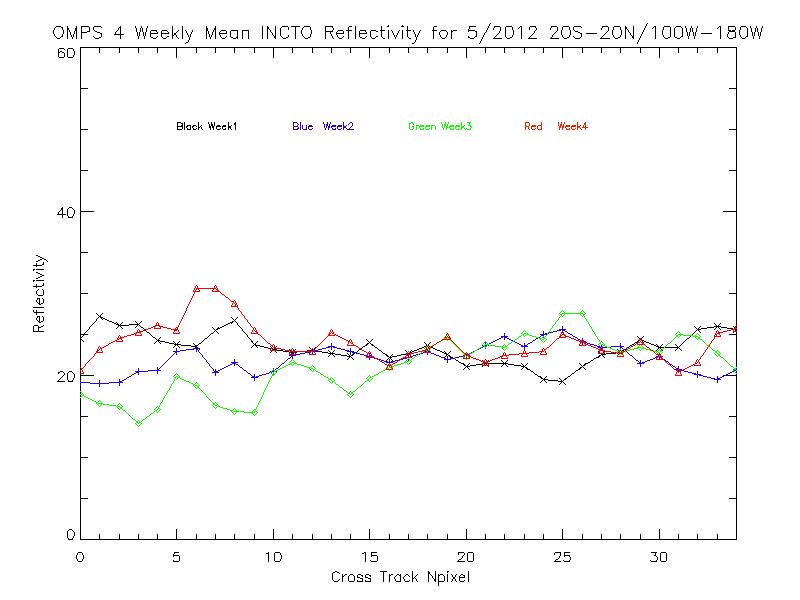 OMPS 4 Weekly Mean INCTO Reflectivity for 5/2012 20S-20N/100W-180W
60
Black Week1 Blue Week2 Green Week3 Red Week4
40
Reflectivity
20
0
0 5 10 15 20 25 30
Cross Track Npixel